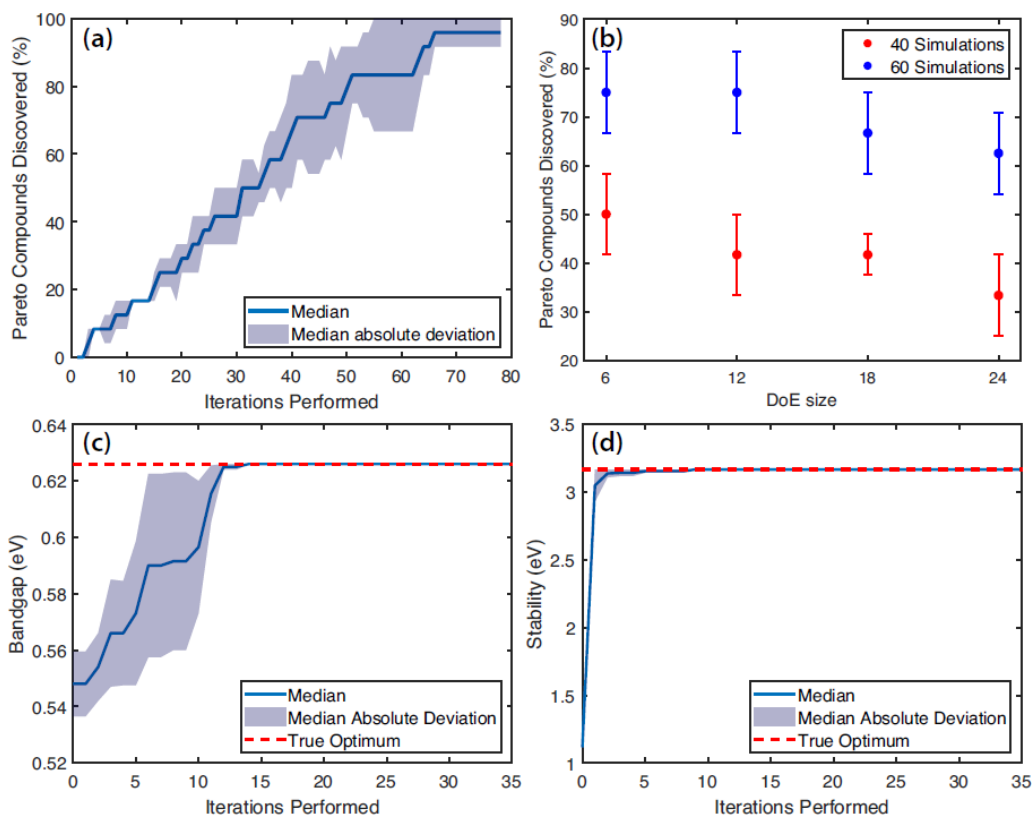 (a)
Pareto Compounds Discovered (%)
100
80
60
40
20
0
0 10 20 30 40 50 60 70 80
Iterations Performed
Median
Median absolute deviation
(b)
Pareto Compounds Discovered (%)
90
80
70
60
50
40
30
20
6 12 18 24
DoE size
40 Simulations
60 Simulations
(c)
Bandgap (eV)
0.64
0.62
0.6
0.58
0.56
0.54
0.52
0 5 10 15 20 25 30 35
Iterations Performed
Median
Median Absolute Deviation
True Optimum
(d)
Stability (eV)
3.5
3
2.5
2
1.5
1
0 5 10 15 20 25 30 35
Iterations Performed
Median
Median Absolute Deviation
True Optimum